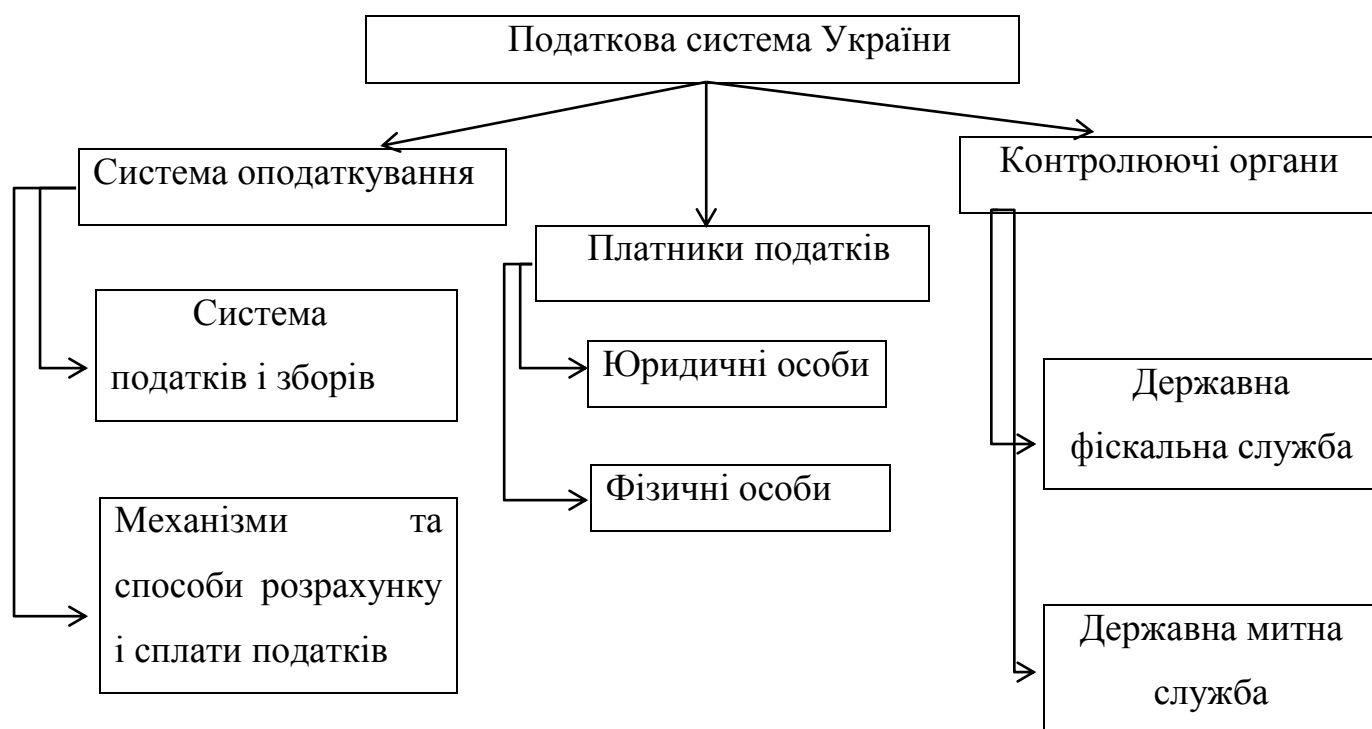 Податкова система України
Система оподаткування
Контролюючі органи
Платники податків
Система
податків і зборів
Юридичні особи
Державна
фіскальна служба
Фізичні особи
Механізми та
способи розрахунку
і сплати податків
Державна митна
служба